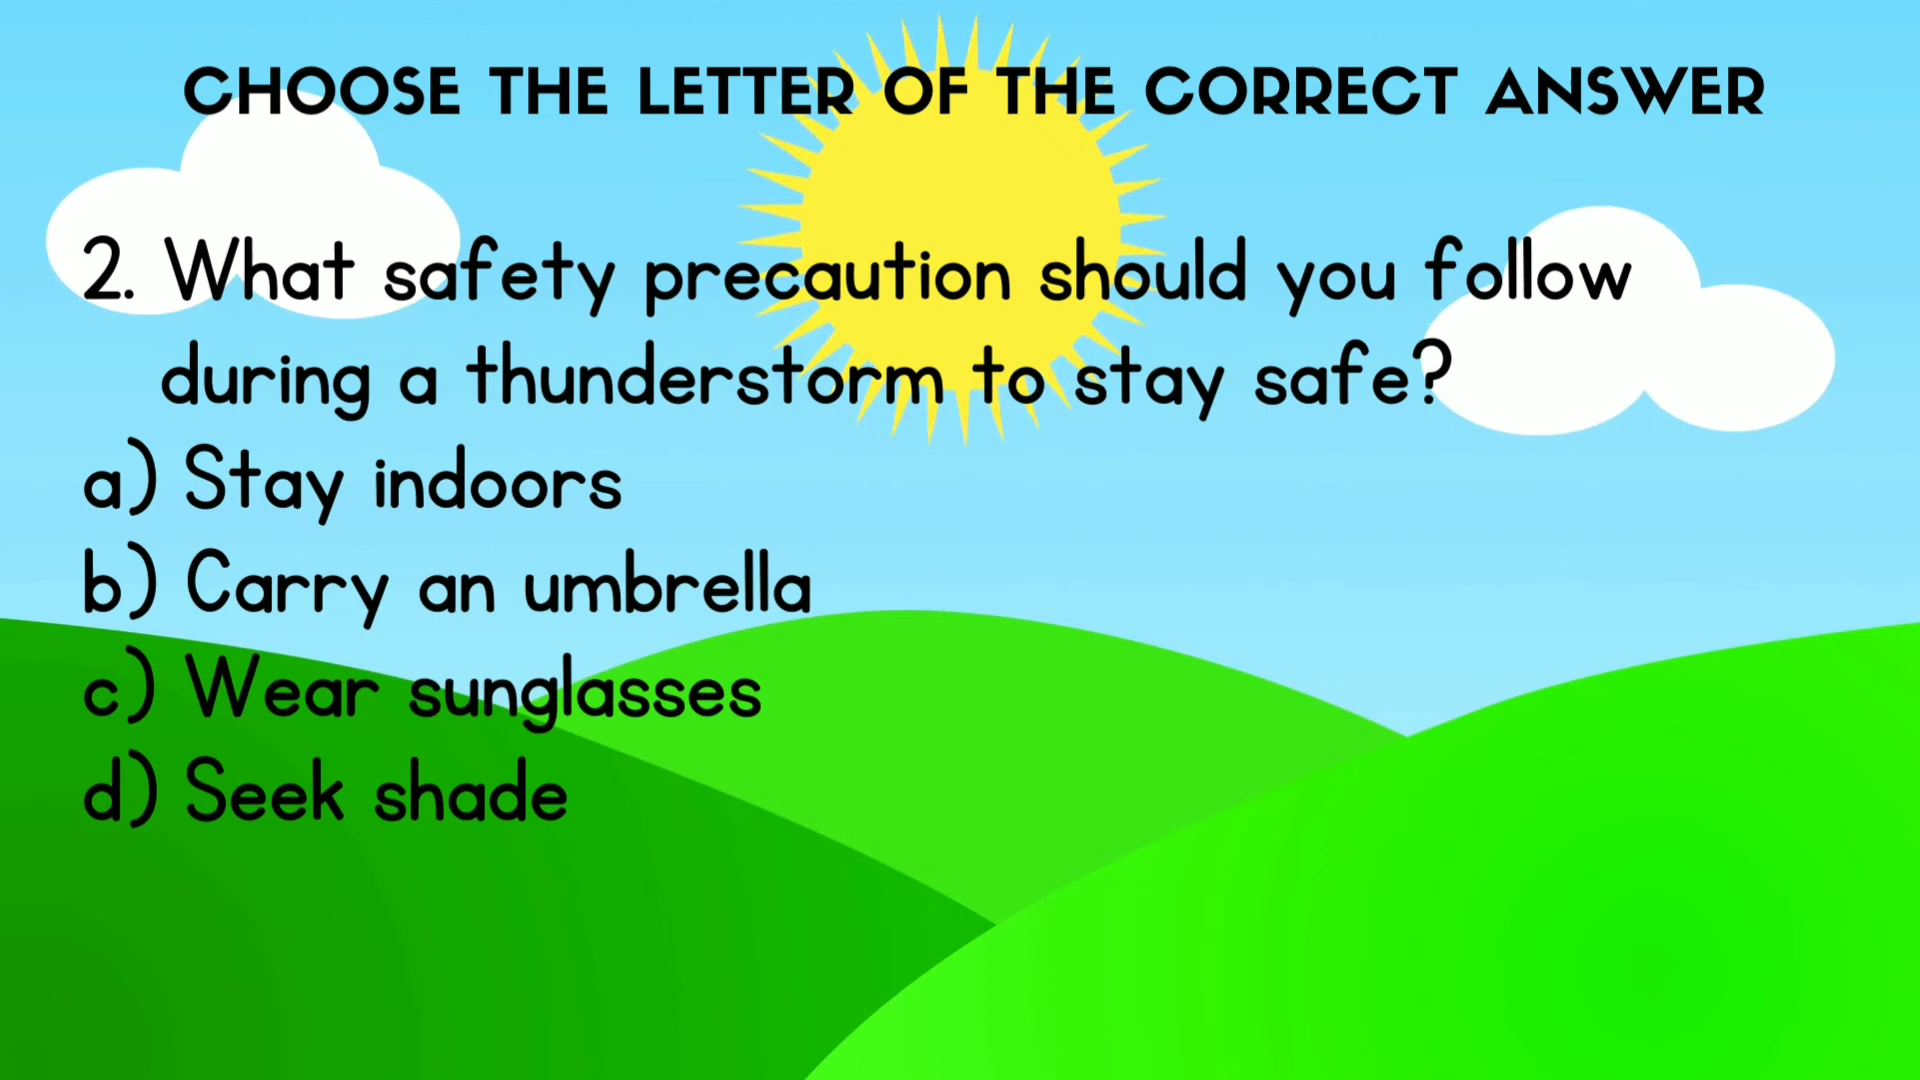 CHOOSE THE LETTER OF THE CORRECT ANSWER
2. What safety precaution should you follow
during a thunderstorm to stay safe?
a) Stay indoors
b) Carry an umbrella
c) Wear sunglasses
d) Seek shade